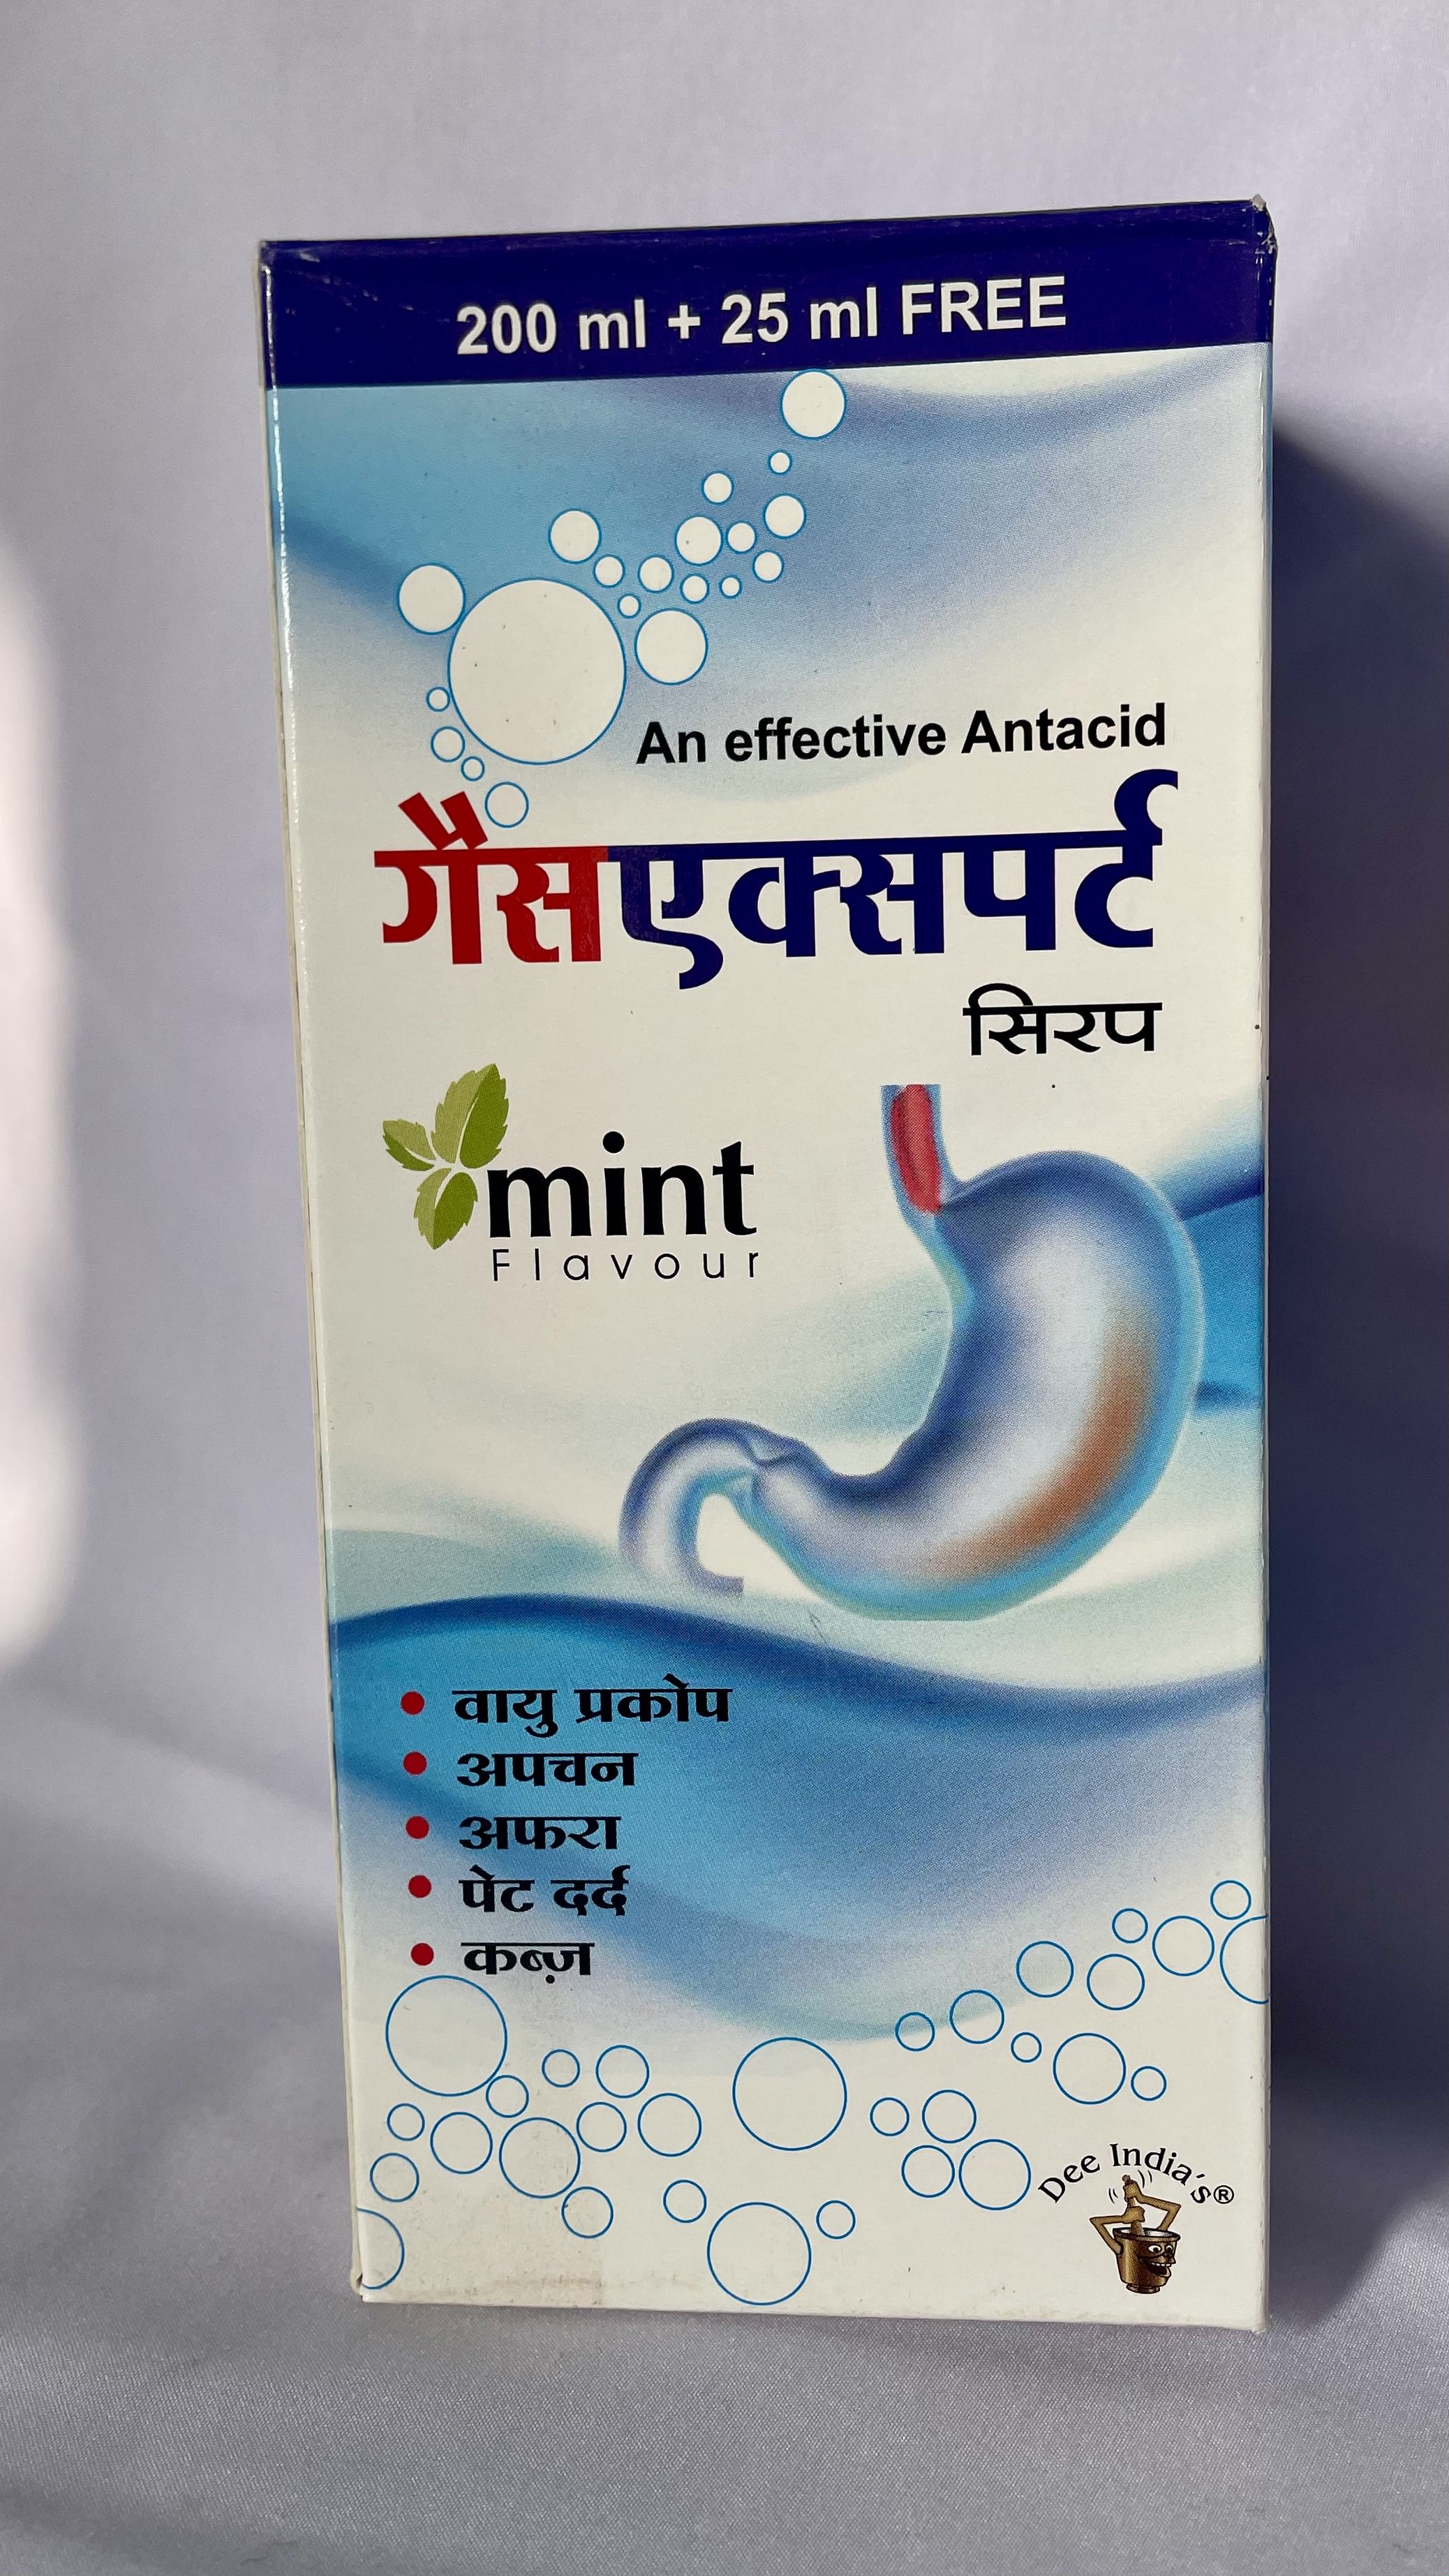 200 ml + 25 ml FREE
An effective Antacid
गैसएक्सपर्ट
सिरप
mint
Flavour
• वायु प्रकोप
• अपचन
• अफरा
• पेट दर्द
• कब्ज़
Dee India's®